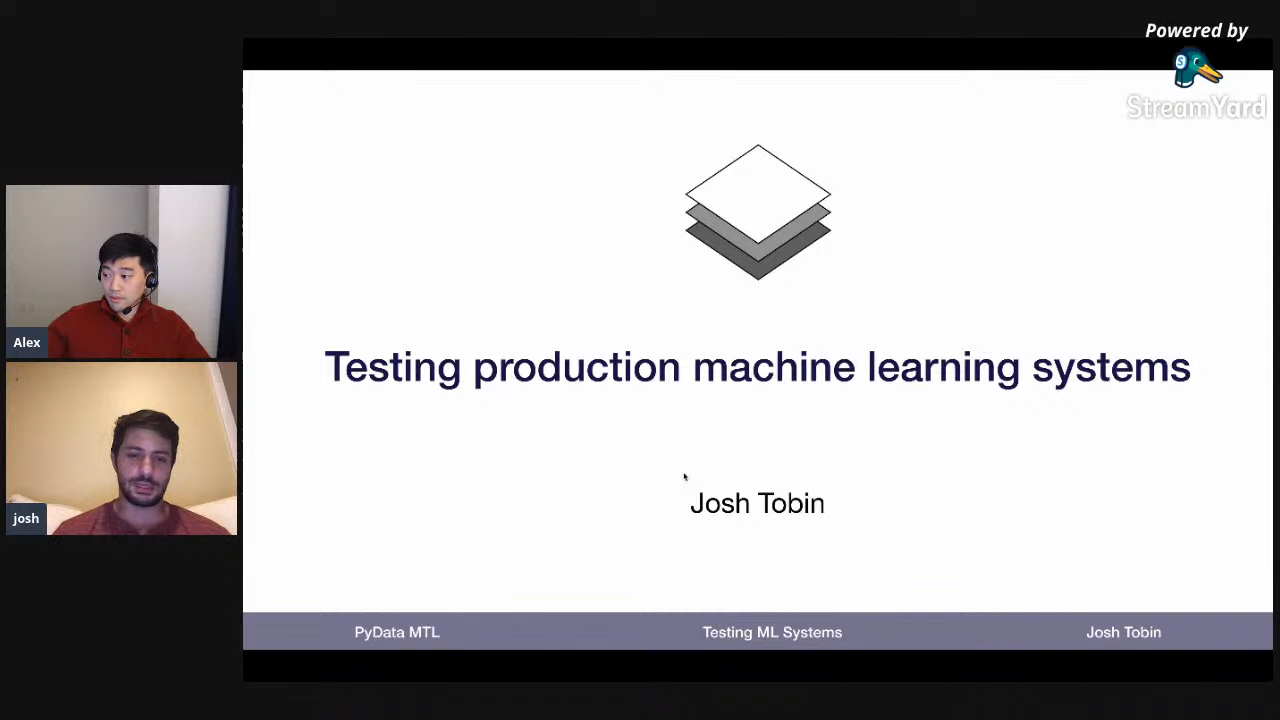 Powered by
S
StreamYard
Alex
josh
Testing production machine learning systems
Josh Tobin
PyData MTL
Testing ML Systems
Josh Tobin